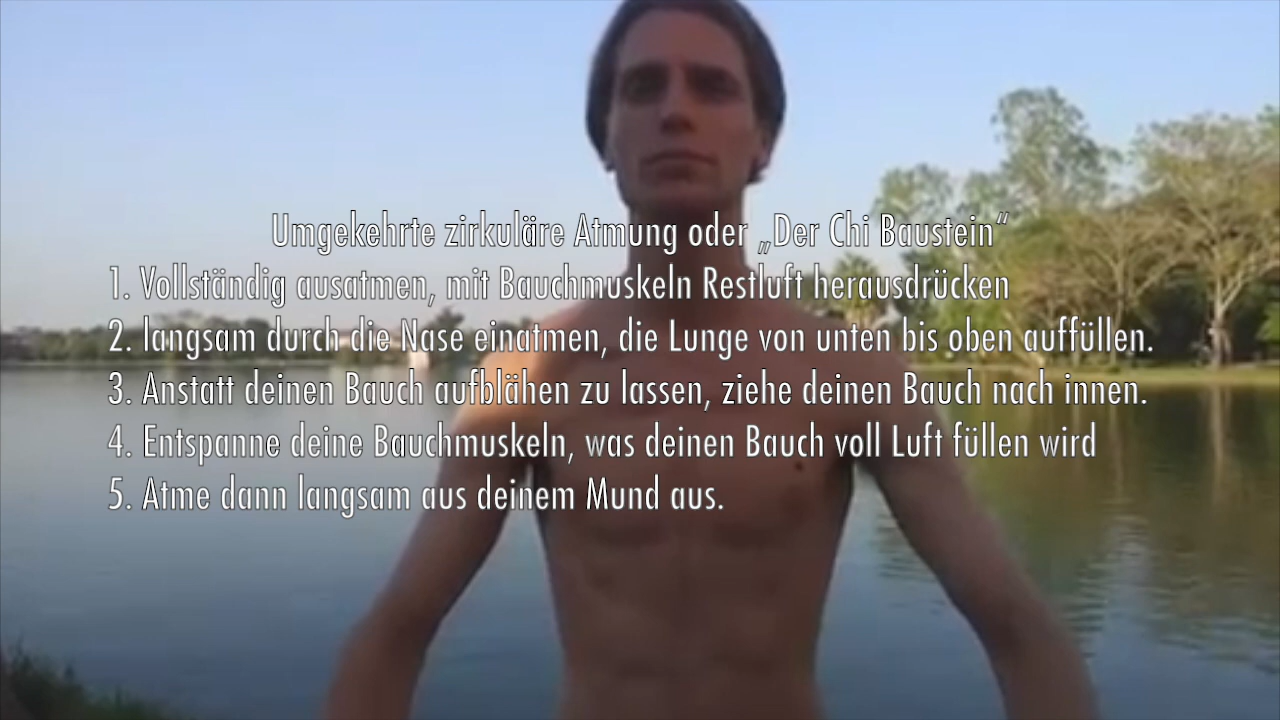 Umgekehrte zirkuläre Atmung oder „Der Chi Baustein“
1. Vollständig ausatmen, mit Bauchmuskeln Restluft herausdrücken
2. langsam durch die Nase einatmen, die Lunge von unten bis oben auffüllen.
3. Anstatt deinen Bauch aufblähen zu lassen, ziehe deinen Bauch nach innen.
4. Entspanne deine Bauchmuskeln, was deinen Bauch voll Luft füllen wird
5. Atme dann langsam aus deinem Mund aus.